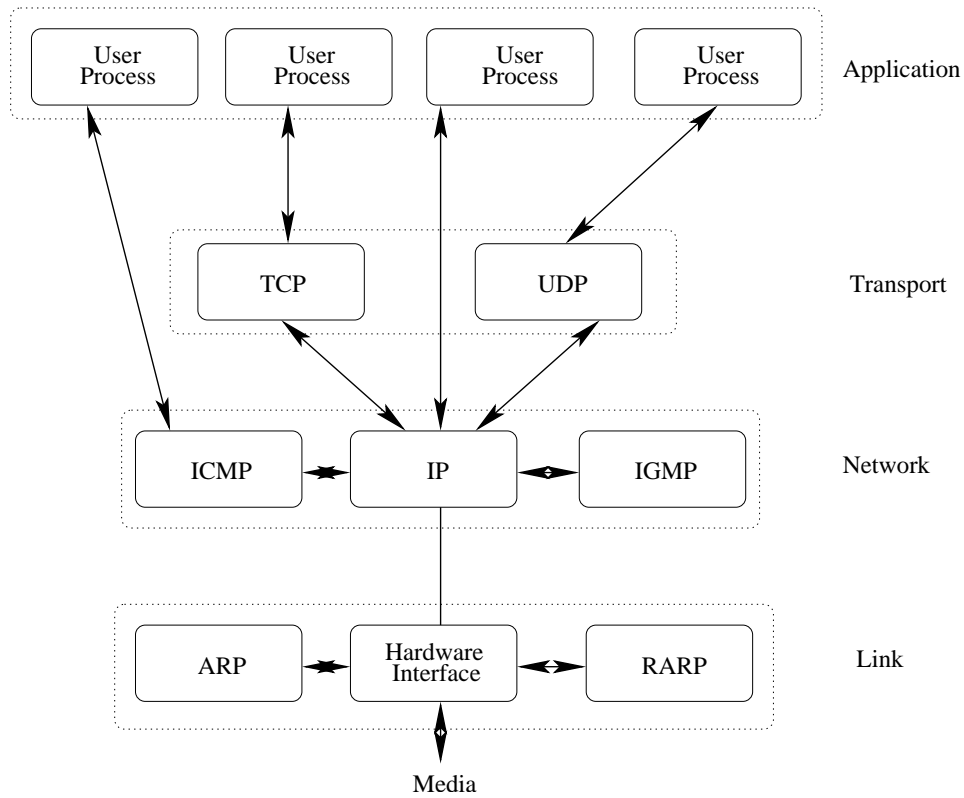 User
Process
User
Process
User
Process
User
Process
Application
TCP
UDP
Transport
ICMP
IP
IGMP
Network
ARP
Hardware
Interface
RARP
Link
Media